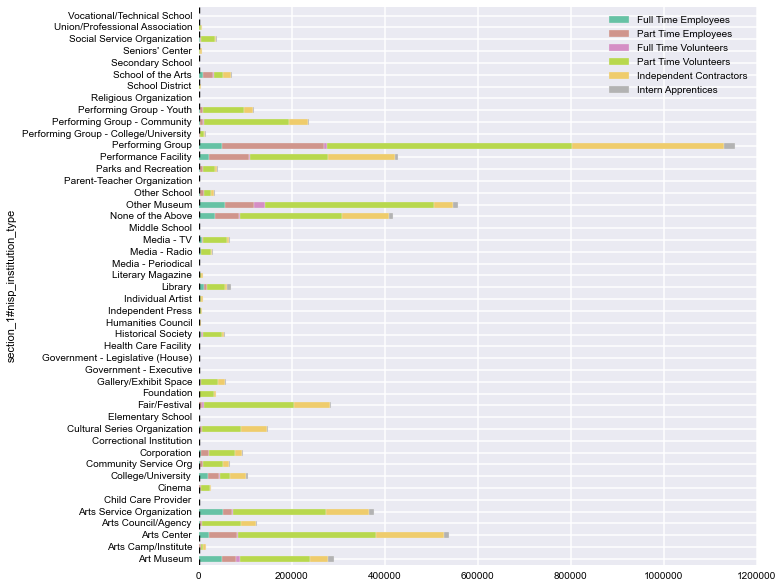 Vocational/Technical School
Union/Professional Association
Social Service Organization
Seniors' Center
Secondary School
School of the Arts
School District
Religious Organization
Performing Group - Youth
Performing Group - Community
Performing Group - College/University
Performing Group
Performance Facility
Parks and Recreation
Parent-Teacher Organization
Other School
Other Museum
None of the Above
Middle School
Media - TV
Media - Radio
Media - Periodical
Literary Magazine
Library
Individual Artist
Independent Press
Humanities Council
Historical Society
Health Care Facility
Government - Legislative (House)
Government - Executive
Gallery/Exhibit Space
Foundation
Fair/Festival
Elementary School
Cultural Series Organization
Correctional Institution
Corporation
Community Service Org
College/University
Cinema
Child Care Provider
Arts Service Organization
Arts Council/Agency
Arts Center
Arts Camp/Institute
Art Museum
section_1#nisp_institution_type
Full Time Employees
Part Time Employees
Full Time Volunteers
Part Time Volunteers
Independent Contractors
Intern Apprentices
0 200000 400000 600000 800000 1000000 1200000